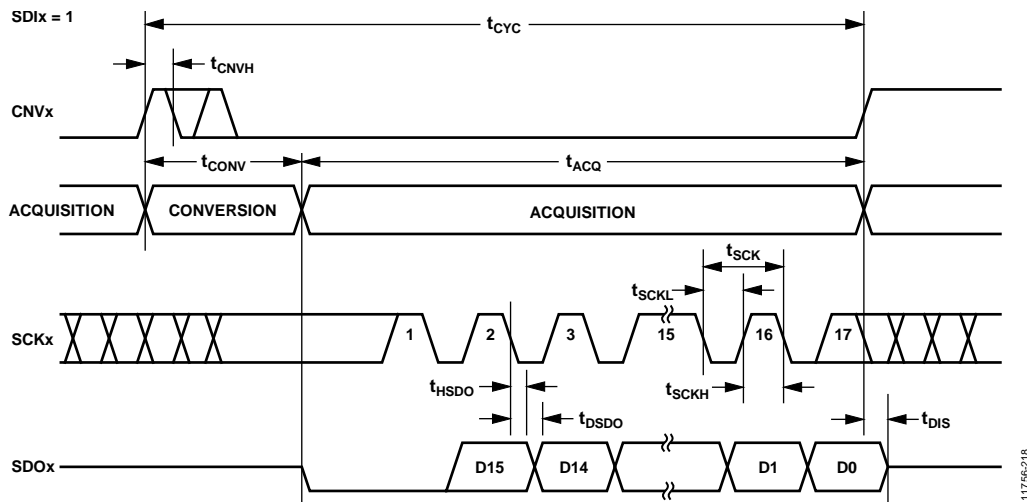 SDIx = 1
tCYC
tCNVH
CNVx
tCONV
tACQ
ACQUISITION
CONVERSION
ACQUISITION
tSCK
tSCKL
SCKx
1
2
3
15
16
17
tHSDO
tSCKH
tDSDO
tDIS
SDOx
D15
D14
D1
D0
11756-218